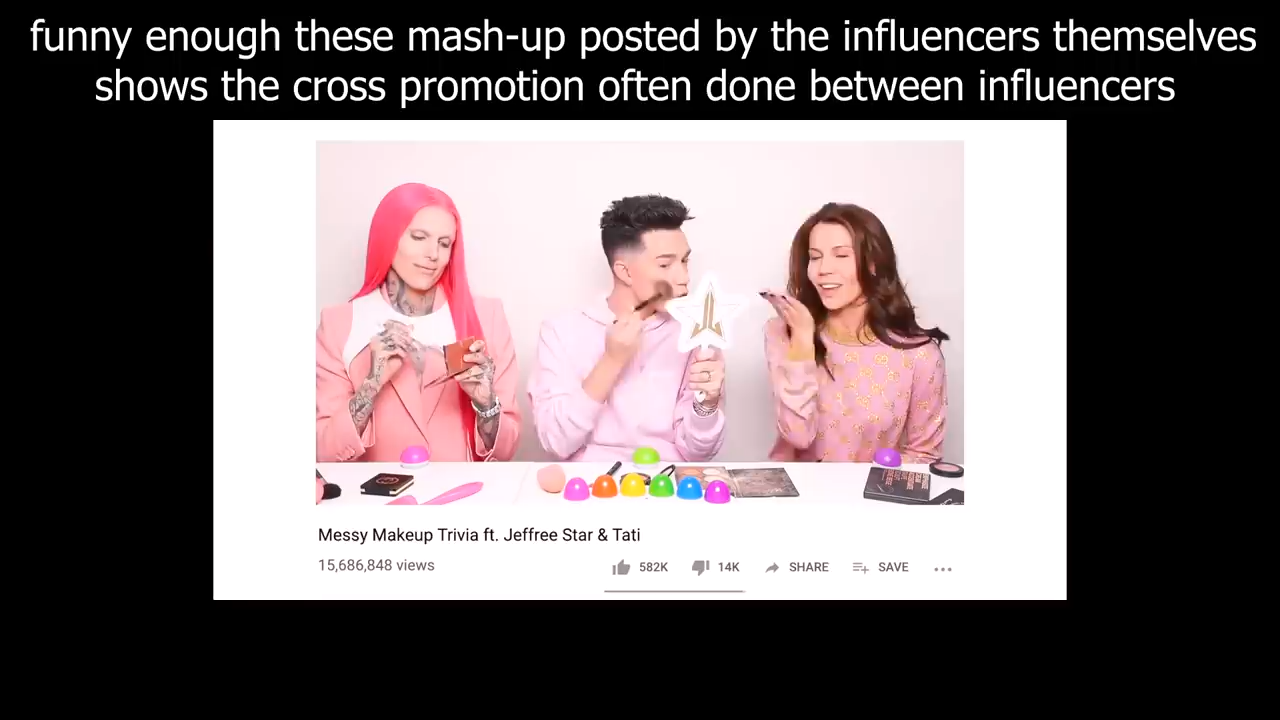 funny enough these mash-up posted by the influencers themselves
shows the cross promotion often done between influencers
Messy Makeup Trivia ft. Jeffree Star & Tati
15,686,848 views
582K
14K
SHARE
SAVE